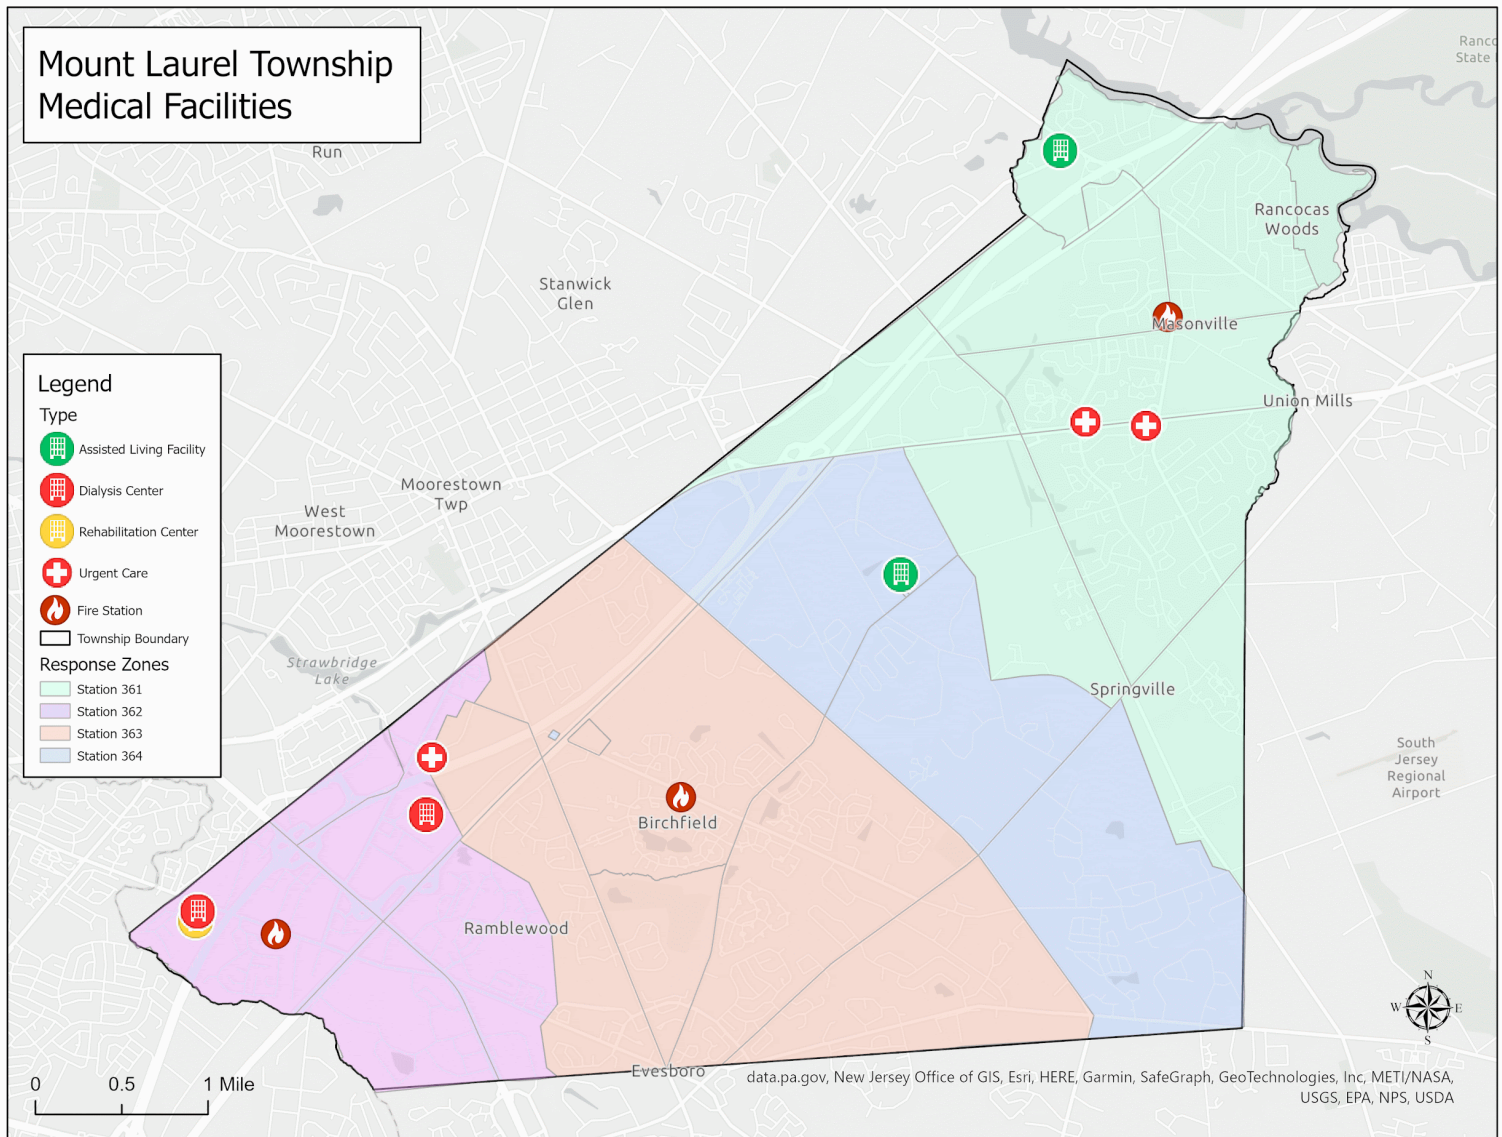 Mount Laurel Township
Medical Facilities
Run
Ranco
State
Rancocas
Woods
Stanwick
Glen
Masonville
Union Mills
Legend
Type
Assisted Living Facility
Dialysis Center
Rehabilitation Center
Urgent Care
Fire Station
Township Boundary
Response Zones
Station 361
Station 362
Station 363
Station 364
Moorestown
Twp
West
Moorestown
Strawbridge
Lake
Springville
South
Jersey
Regional
Airport
Birchfield
Ramblewood
Evesboro
N
W
E
S
0 0.5 1 Mile
data.pa.gov, New Jersey Office of GIS, Esri, HERE, Garmin, SafeGraph, GeoTechnologies, Inc, METI/NASA,
USGS, EPA, NPS, USDA